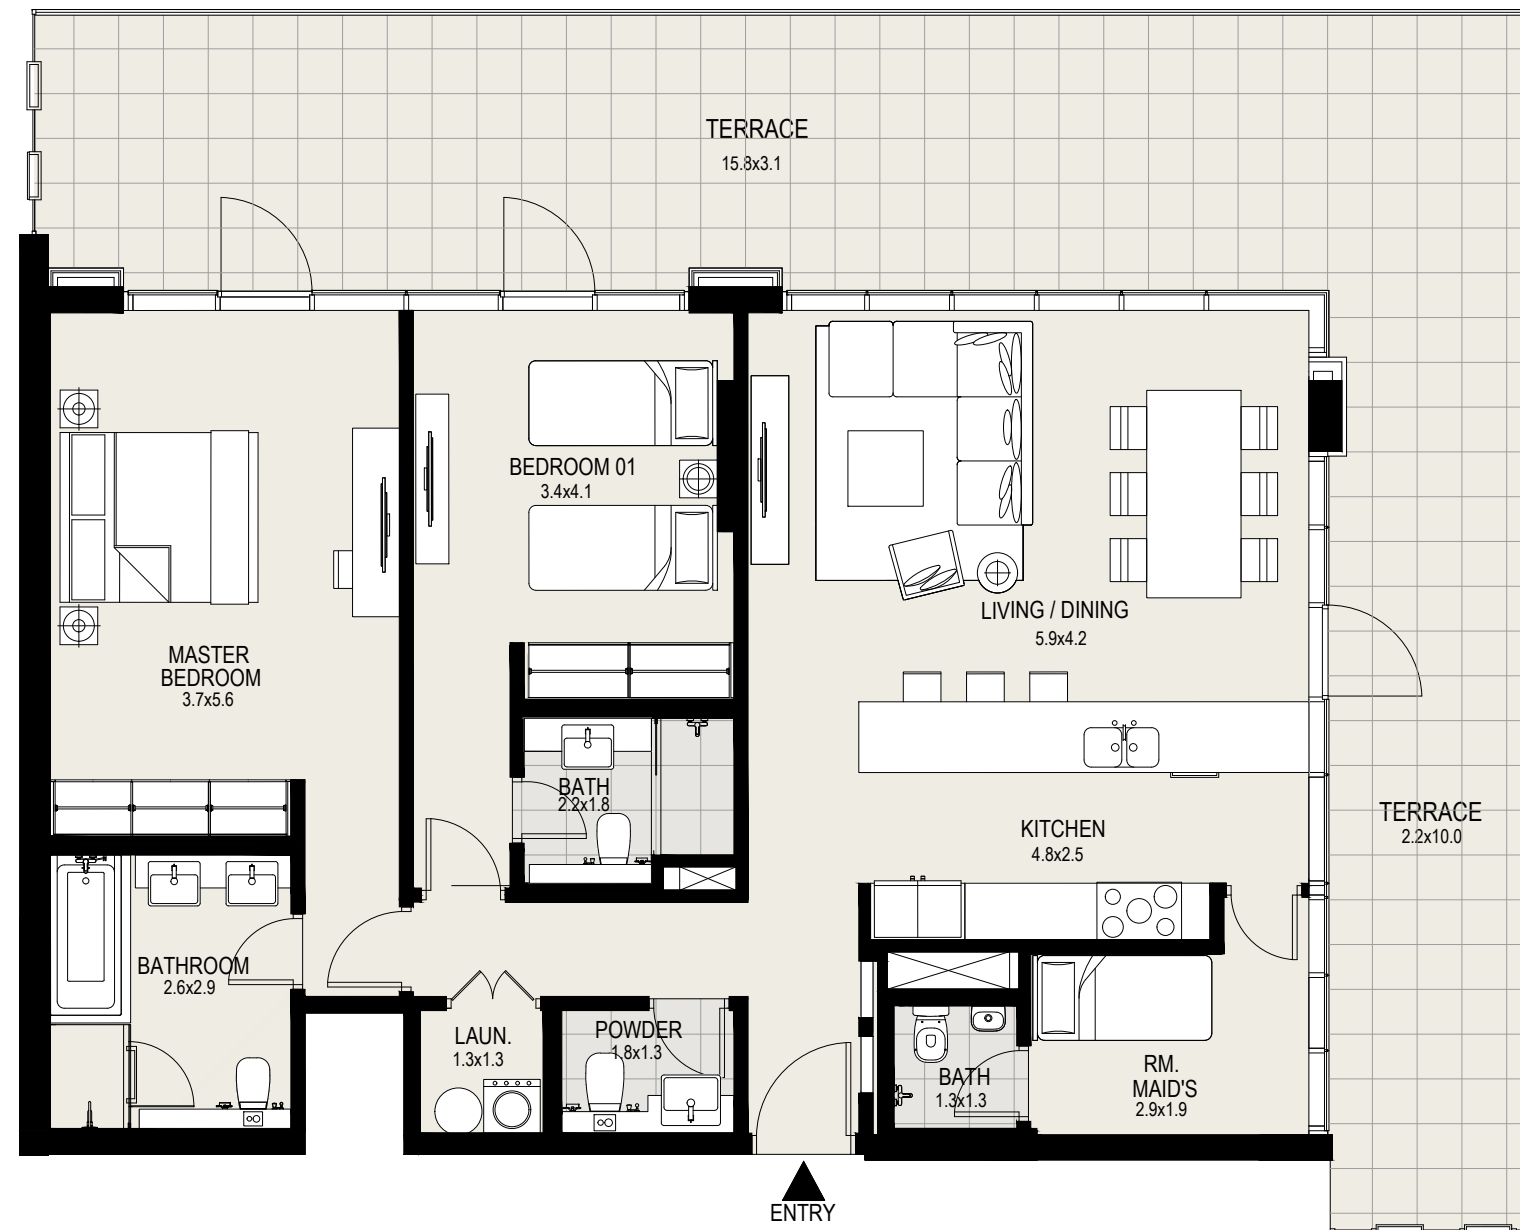 TERRACE
15.8x3.1
BEDROOM 01
3.4x4.1
LIVING / DINING
5.9x4.2
MASTER
BEDROOM
3.7x5.6
BATH
2.2x1.8
KITCHEN
4.8x2.5
TERRACE
2.2x10.0
BATHROOM
2.6x2.9
LAUN.
1.3x1.3
POWDER
1.8x1.3
BATH
1.3x1.3
RM.
MAID'S
2.9x1.9
ENTRY